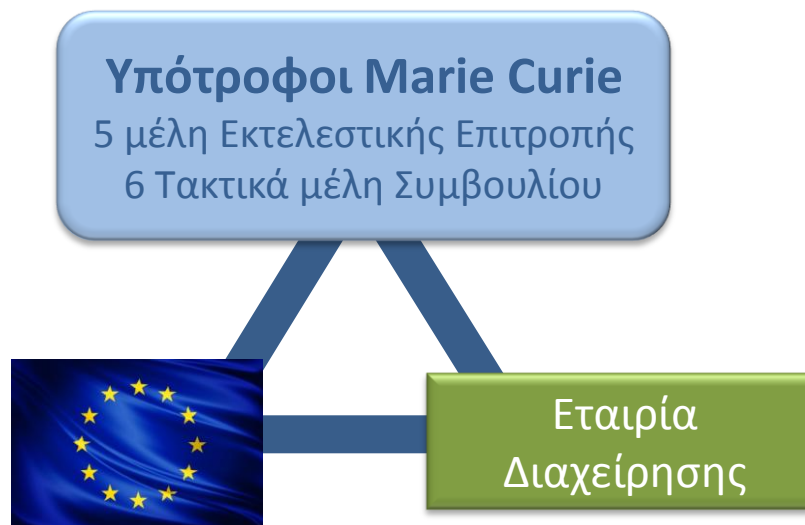 Υπότροφοι Marie Curie
5 μέλη Εκτελεστικής Επιτροπής
6 Τακτικά μέλη Συμβουλίου
Εταιρία
Διαχείρησης